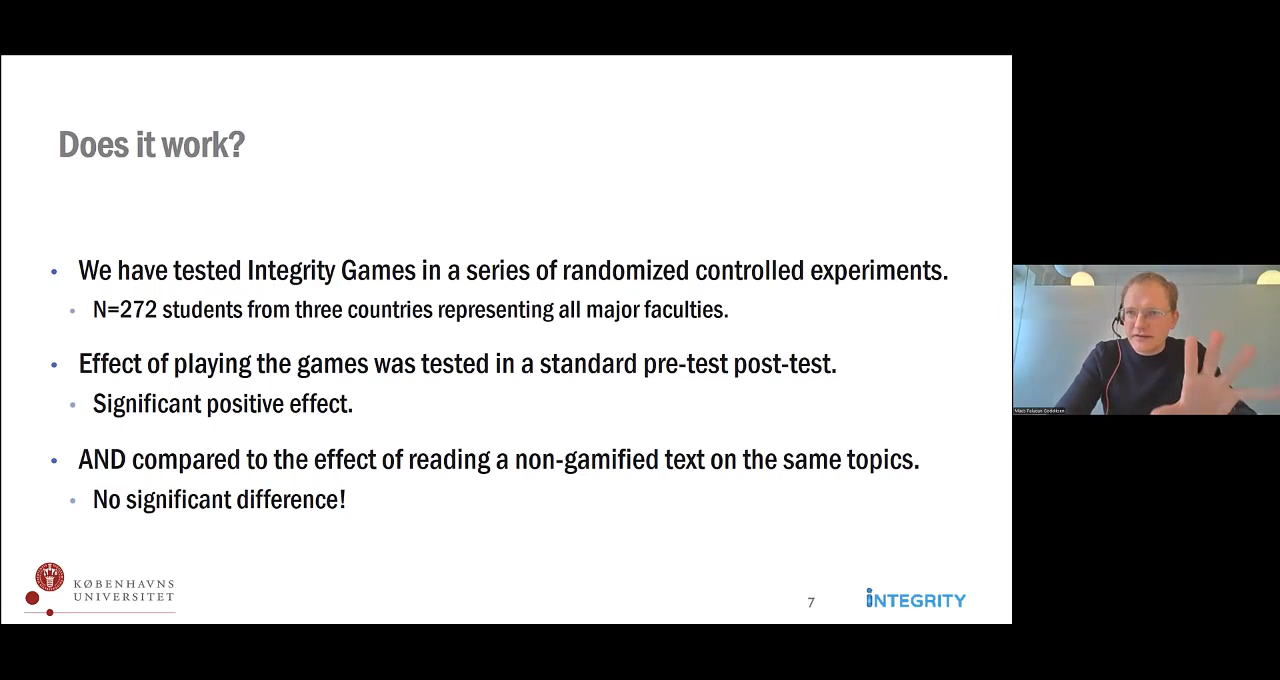 Does it work?
• We have tested Integrity Games in a series of randomized controlled experiments.
• N=272 students from three countries representing all major faculties.
• Effect of playing the games was tested in a standard pre-test post-test.
• Significant positive effect.
• AND compared to the effect of reading a non-gamified text on the same topics.
• No significant difference!
KØBENHAVNS
UNIVERSITET
7
INTEGRITY